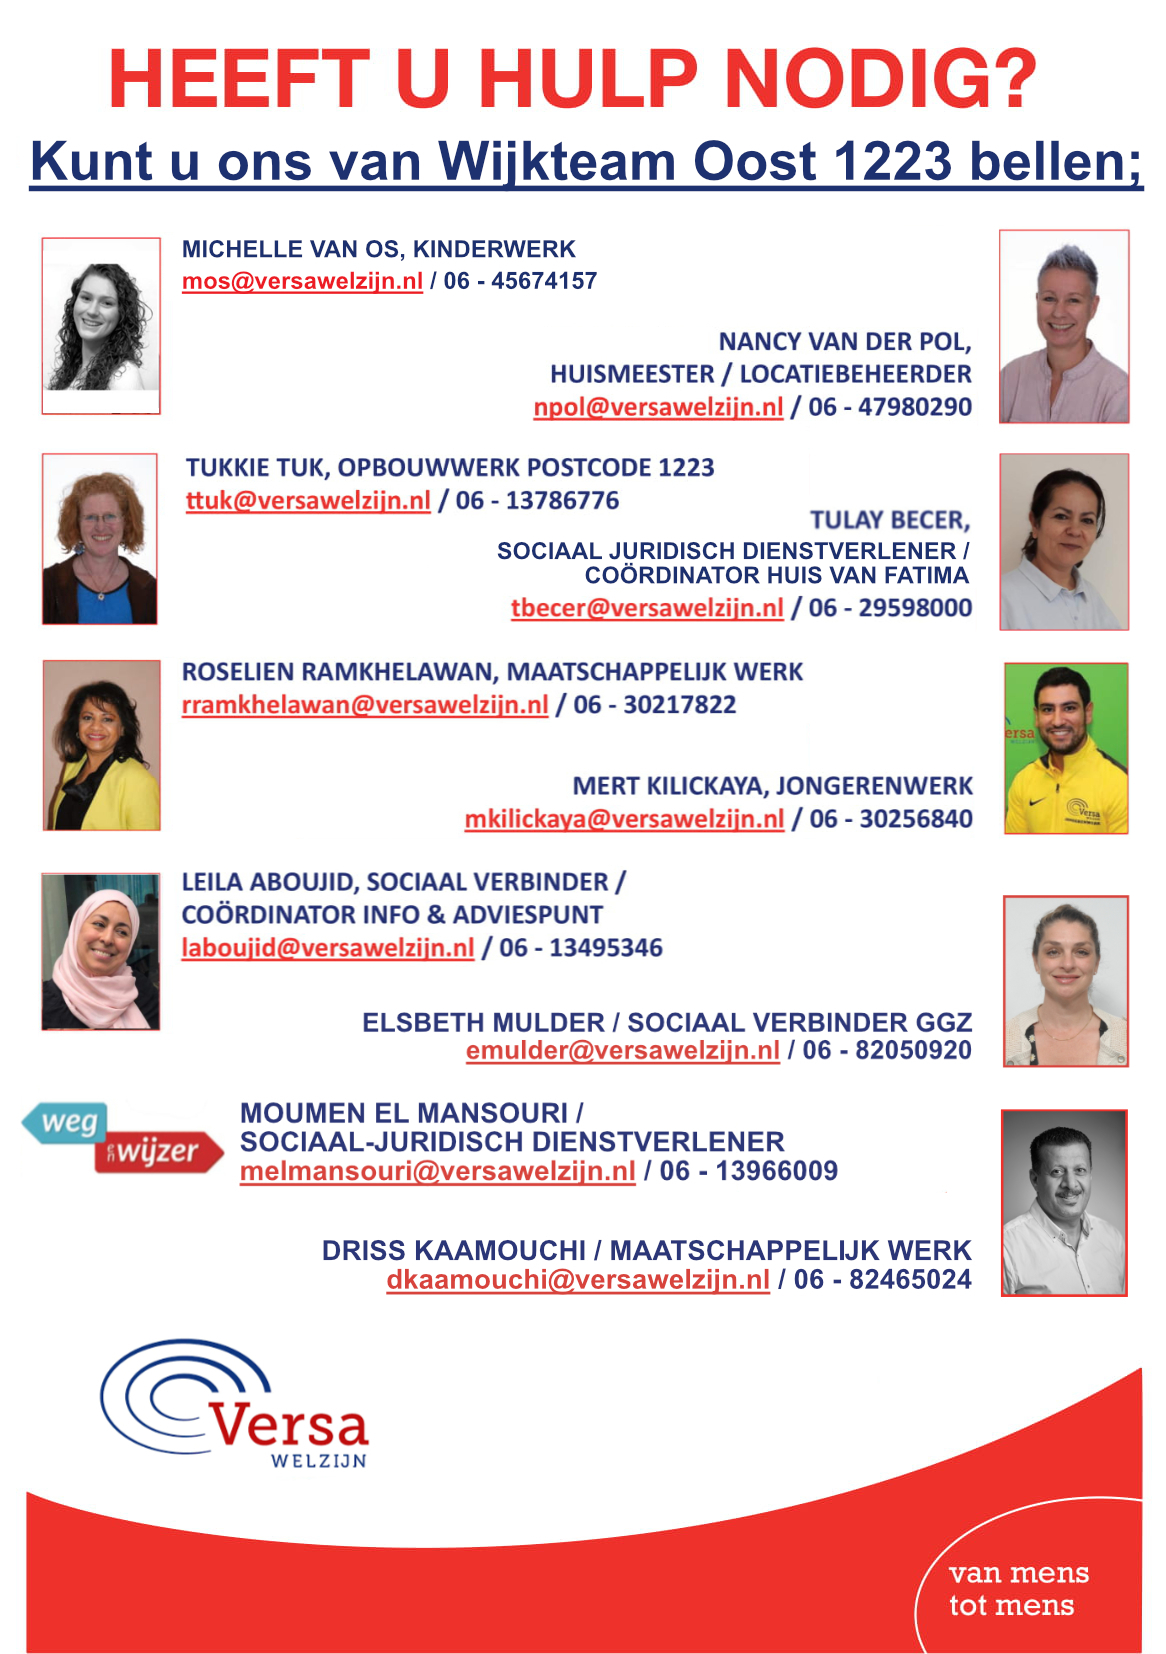 HEEFT U HULP NODIG?
Kunt u ons van Wijkteam Oost 1223 bellen;
MICHELLE VAN OS, KINDERWERK
mos@versawelzijn.nl / 06 - 45674157
NANCY VAN DER POL,
HUISMEESTER / LOCATIEBEHEERDER
npol@versawelzijn.nl / 06 - 47980290
TUKKIE TUK, OPBOUWWERK POSTCODE 1223
ttuk@versawelzijn.nl / 06 - 13786776
TULAY BECER,
SOCIAAL JURIDISCH DIENSTVERLENER /
COÖRDINATOR HUIS VAN FATIMA
tbecer@versawelzijn.nl / 06 - 29598000
ROSELIEN RAMKHELAWAN, MAATSCHAPPELIJK WERK
rramkhelawan@versawelzijn.nl / 06 - 30217822
ersa
WELZIJN
MERT KILICKAYA, JONGERENWERK
mkilickaya@versawelzijn.nl / 06 - 30256840
Versa
JONGERENWERK
LEILA ABOUJID, SOCIAAL VERBINDER /
COÖRDINATOR INFO & ADVIESPUNT
laboujid@versawelzijn.nl / 06 - 13495346
ELSBETH MULDER / SOCIAAL VERBINDER GGZ
emulder@versawelzijn.nl / 06 - 82050920
weg
en wijzer
MOUMEN EL MANSOURI /
SOCIAAL-JURIDISCH DIENSTVERLENER
melmansouri@versawelzijn.nl / 06 - 13966009
DRISS KAAMOUCHI / MAATSCHAPPELIJK WERK
dkaamouchi@versawelzijn.nl / 06 - 82465024
Versa
WELZIJN
van mens
tot mens